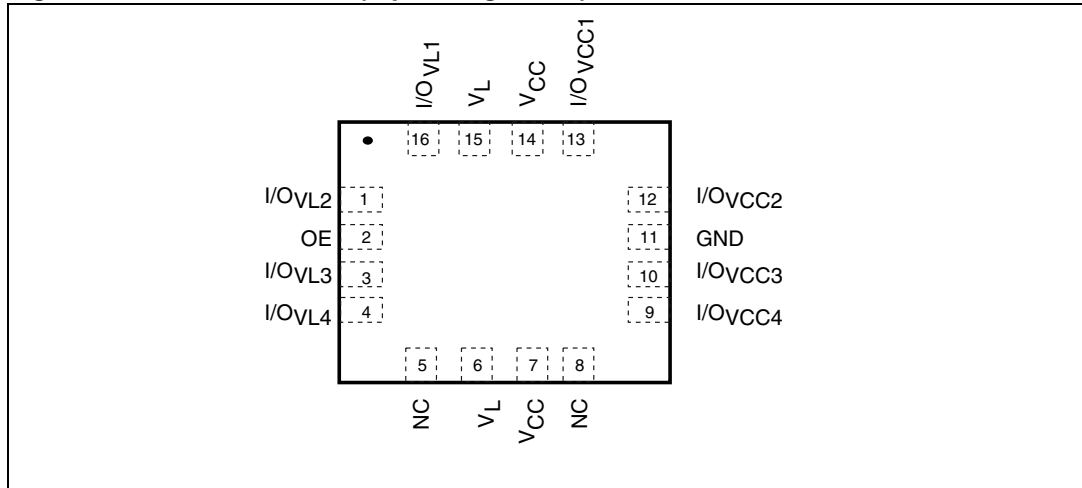 I/OVL1 VL VCC I/OVCC1
16 15 14 13
I/OVL2 1 12 I/OVCC2
OE 2 11 GND
I/OVL3 3 10 I/OVCC3
I/OVL4 4 9 I/OVCC4
5 6 7 8
NC VL VCC NC